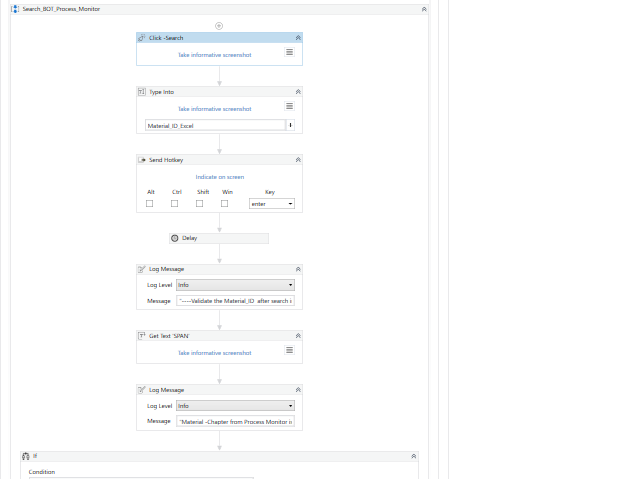 Search_BOT_Process_Monitor
Click -Search
Take informative screenshot
Type Into
Take informative screenshot
Material_ID_Excel
Send Hotkey
Indicate on screen
Alt Ctrl Shift Win Key
enter
Delay
Log Message
Log Level Info
Message "----Validate the Material_ID after search i
Get Text 'SPAN'
Take informative screenshot
Log Message
Log Level Info
Message "Material -Chapter from Process Monitor i
If
Condition